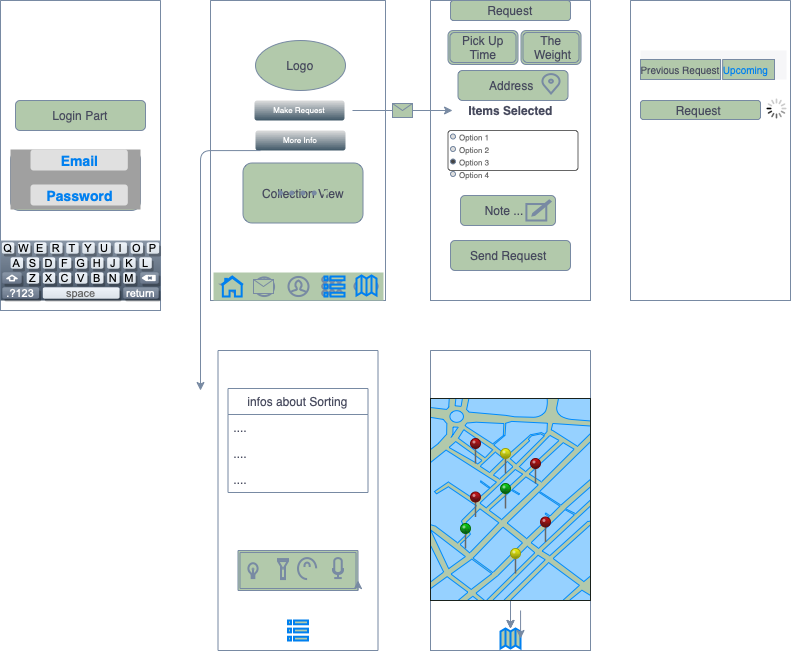 Login Part
Email
Password
Q W E R T Y U I O P
A S D F G H J K L
Z X C V B N M
.?123 space return
Logo
Make Request
More Info
Collection View
Request
Pick Up
Time
The
Weight
Address
Items Selected
Option 1
Option 2
Option 3
Option 4
Note ...
Send Request
Previous Request Upcoming
Request
infos about Sorting
....
....
....